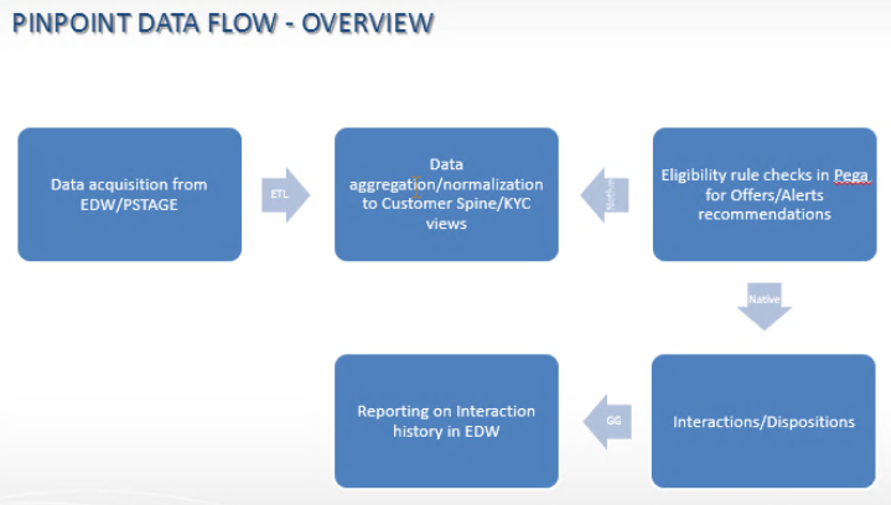 PINPOINT DATA FLOW - OVERVIEW
Data acquisition from
EDW/PSTAGE
ETL
Data
aggregation/normalization
to Customer Spine/KYC
views
Native
Eligibility rule checks in Pega
for Offers/Alerts
recommendations
Native
Reporting on Interaction
history in EDW
GG
Interactions/Dispositions